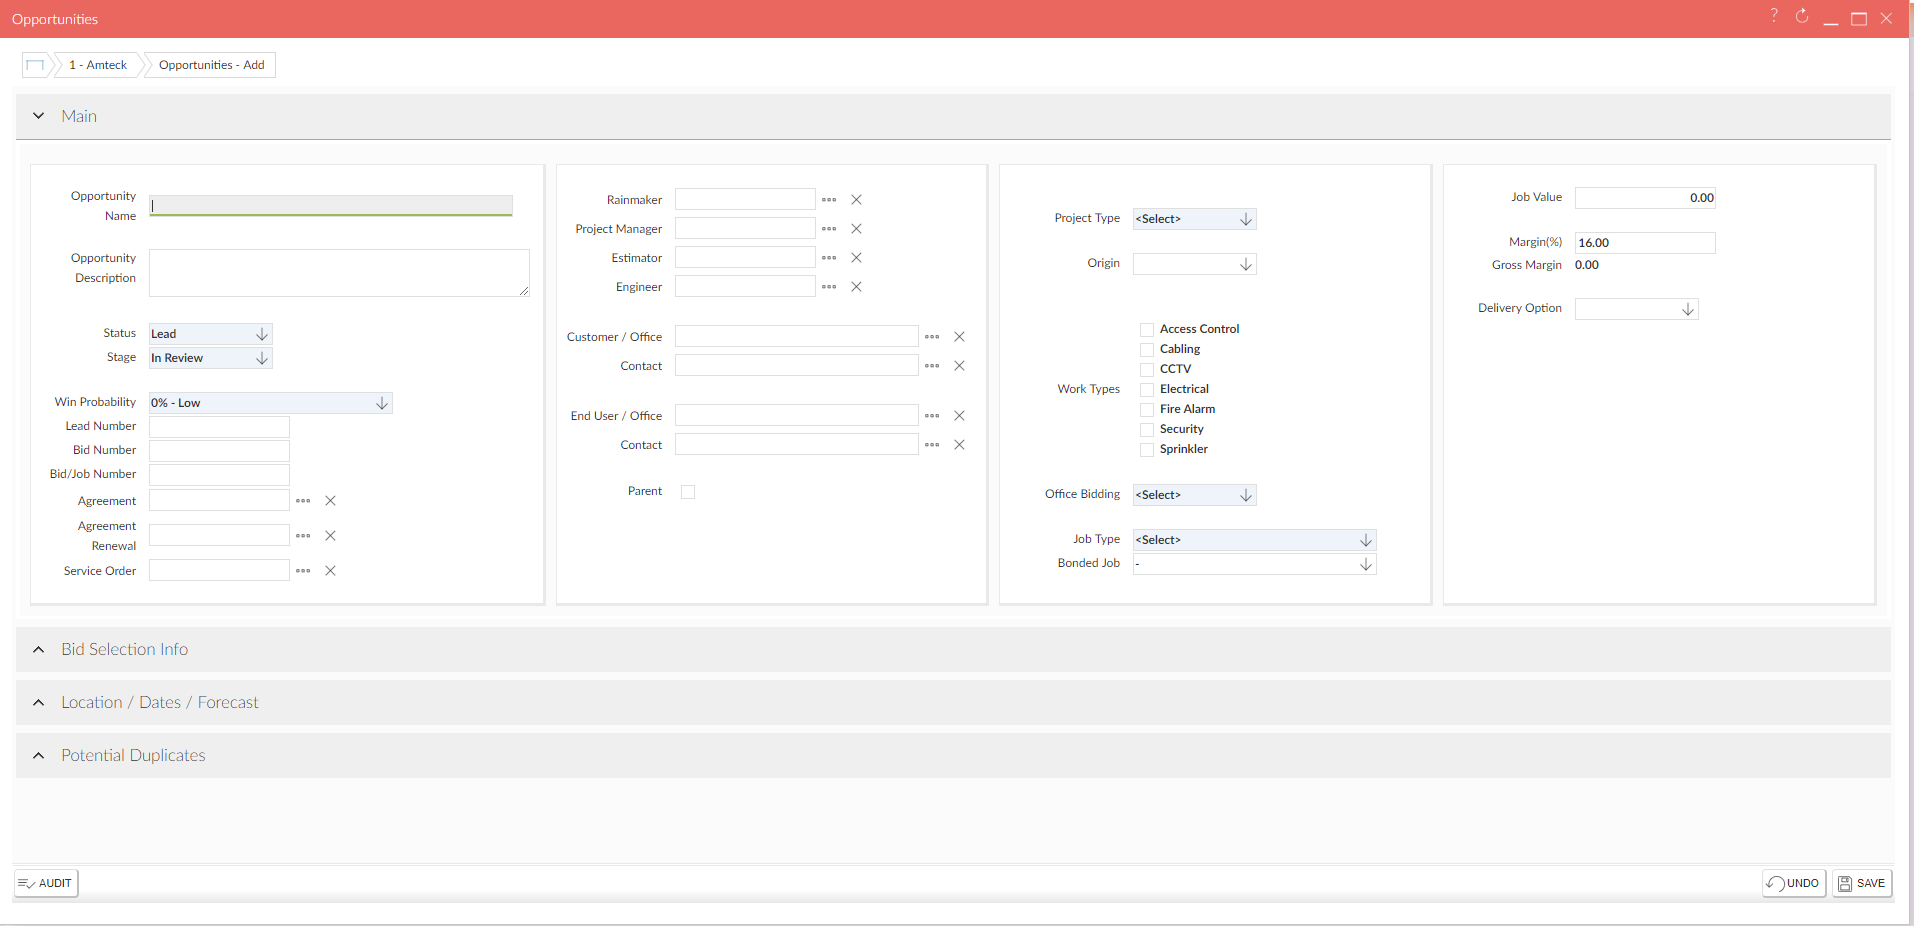 Opportunities
?
1 - Amteck
Opportunities - Add
Main
Opportunity
Name
Opportunity
Description
Status Lead
Stage In Review
Win Probability 0% - Low
Lead Number
Bid Number
Bid/Job Number
Agreement
Agreement
Renewal
Service Order
Rainmaker
Project Manager
Estimator
Engineer
Customer / Office
Contact
End User / Office
Contact
Parent
Project Type <Select>
Origin
Work Types
Access Control
Cabling
CCTV
Electrical
Fire Alarm
Security
Sprinkler
Office Bidding <Select>
Job Type <Select>
Bonded Job -
Job Value 0.00
Margin(%) 16.00
Gross Margin 0.00
Delivery Option
Bid Selection Info
Location / Dates / Forecast
Potential Duplicates
AUDIT
UNDO
SAVE